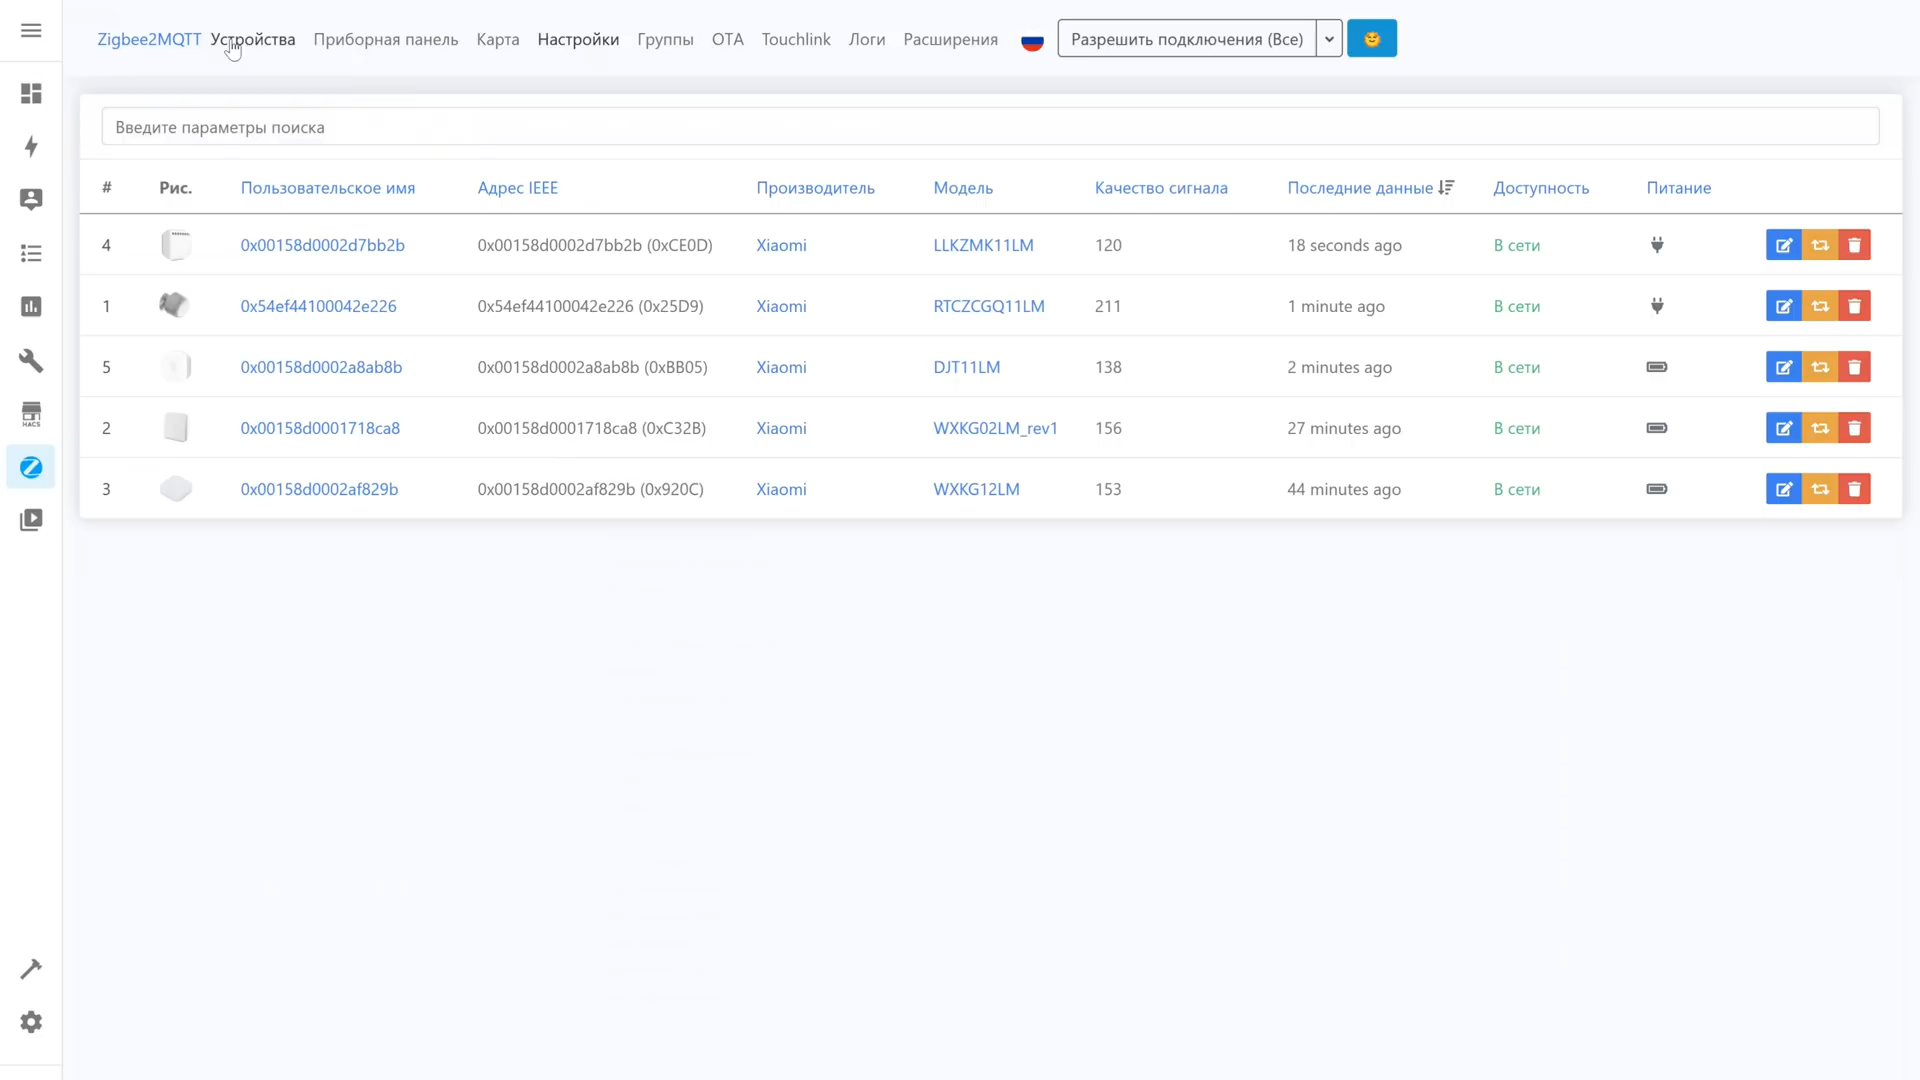 Zigbee2MQTT Устройства Приборная панель Карта Настройки Группы OTA Touchlink Логи Расширения Разрешить подключения (Все)
Введите параметры поиска
# Рис. Пользовательское имя Адрес IEEE Производитель Модель Качество сигнала Последние данные Доступность Питание
4 0x00158d0002d7bb2b 0x00158d0002d7bb2b (0xCE0D) Xiaomi LLKZMK11LM 120 18 seconds ago В сети
1 0x54ef44100042e226 0x54ef44100042e226 (0x25D9) Xiaomi RTCZCGQ11LM 211 1 minute ago В сети
5 0x00158d0002a8ab8b 0x00158d0002a8ab8b (0xBB05) Xiaomi DJT11LM 138 2 minutes ago В сети
2 0x00158d0001718ca8 0x00158d0001718ca8 (0xC32B) Xiaomi WXKG02LM_rev1 156 27 minutes ago В сети
HACS
3 0x00158d0002af829b 0x00158d0002af829b (0x920C) Xiaomi WXKG12LM 153 44 minutes ago В сети